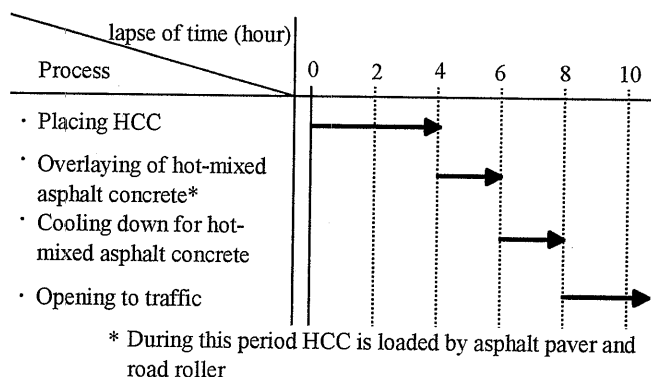 lapse of time (hour)
Process
0 2 4 6 8 10
· Placing HCC
· Overlaying of hot-mixed
asphalt concrete*
· Cooling down for hot-
mixed asphalt concrete
· Opening to traffic
* During this period HCC is loaded by asphalt paver and
road roller